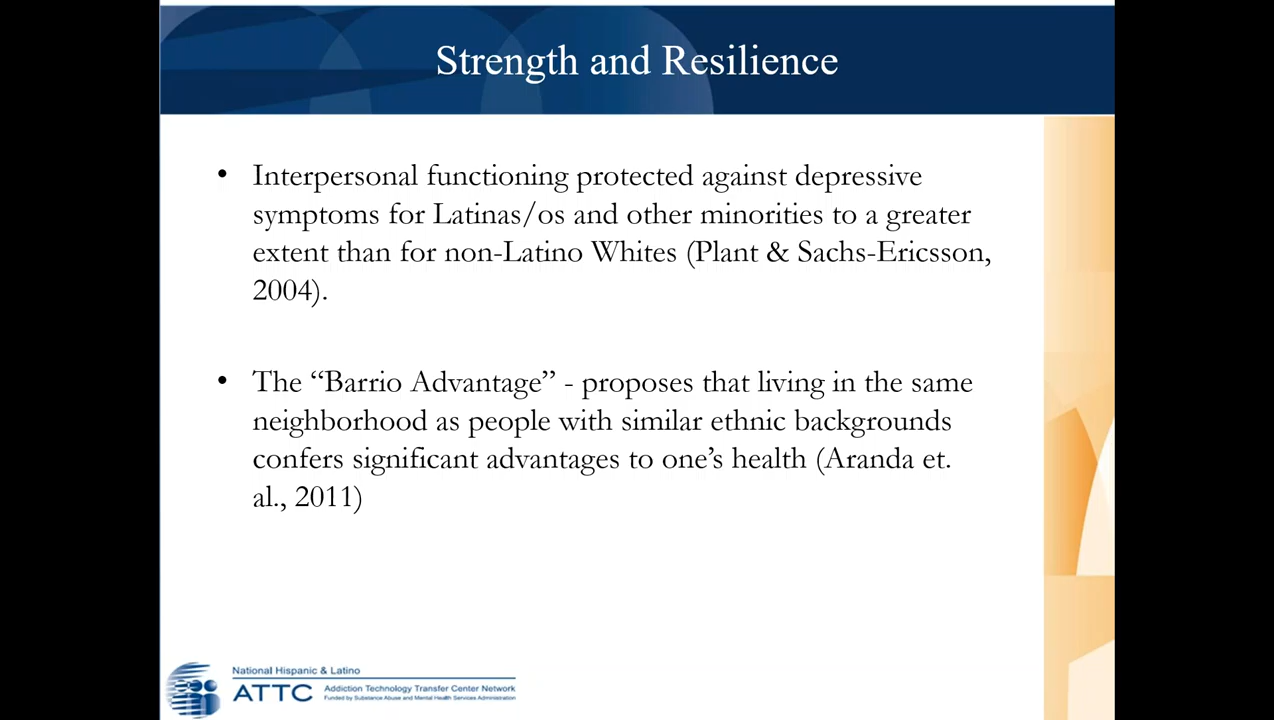 Strength and Resilience
• Interpersonal functioning protected against depressive
symptoms for Latinas/os and other minorities to a greater
extent than for non-Latino Whites (Plant & Sachs-Ericsson,
2004).
• The “Barrio Advantage” - proposes that living in the same
neighborhood as people with similar ethnic backgrounds
confers significant advantages to one’s health (Aranda et.
al., 2011)
National Hispanic & Latino
ATTC Addiction Technology Transfer Center Network
Funded by Substance Abuse and Mental Health Services Administration